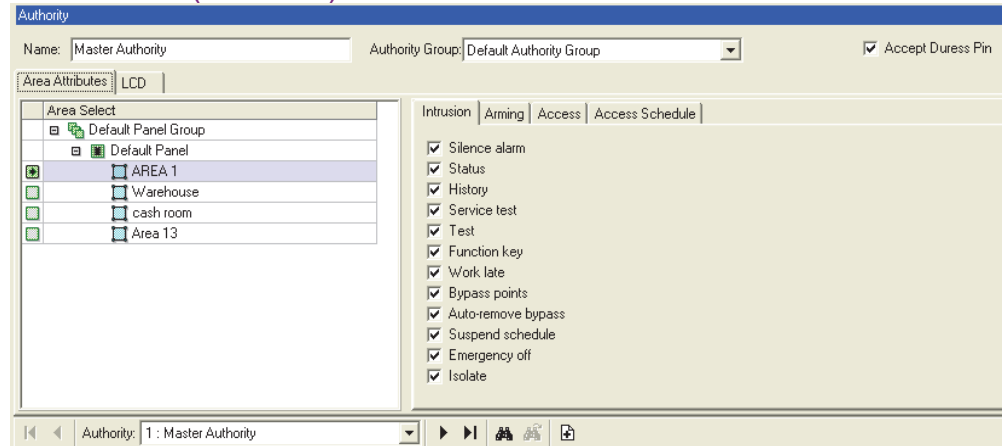 Authority
Name: Master Authority Authority Group: Default Authority Group Accept Duress Pin
Area Attributes LCD
Area Select
Default Panel Group
Default Panel
AREA 1
Warehouse
cash room
Area 13
Intrusion Arming Access Access Schedule
Silence alarm
Status
History
Service test
Test
Function key
Work late
Bypass points
Auto-remove bypass
Suspend schedule
Emergency off
Isolate
Authority: 1 : Master Authority